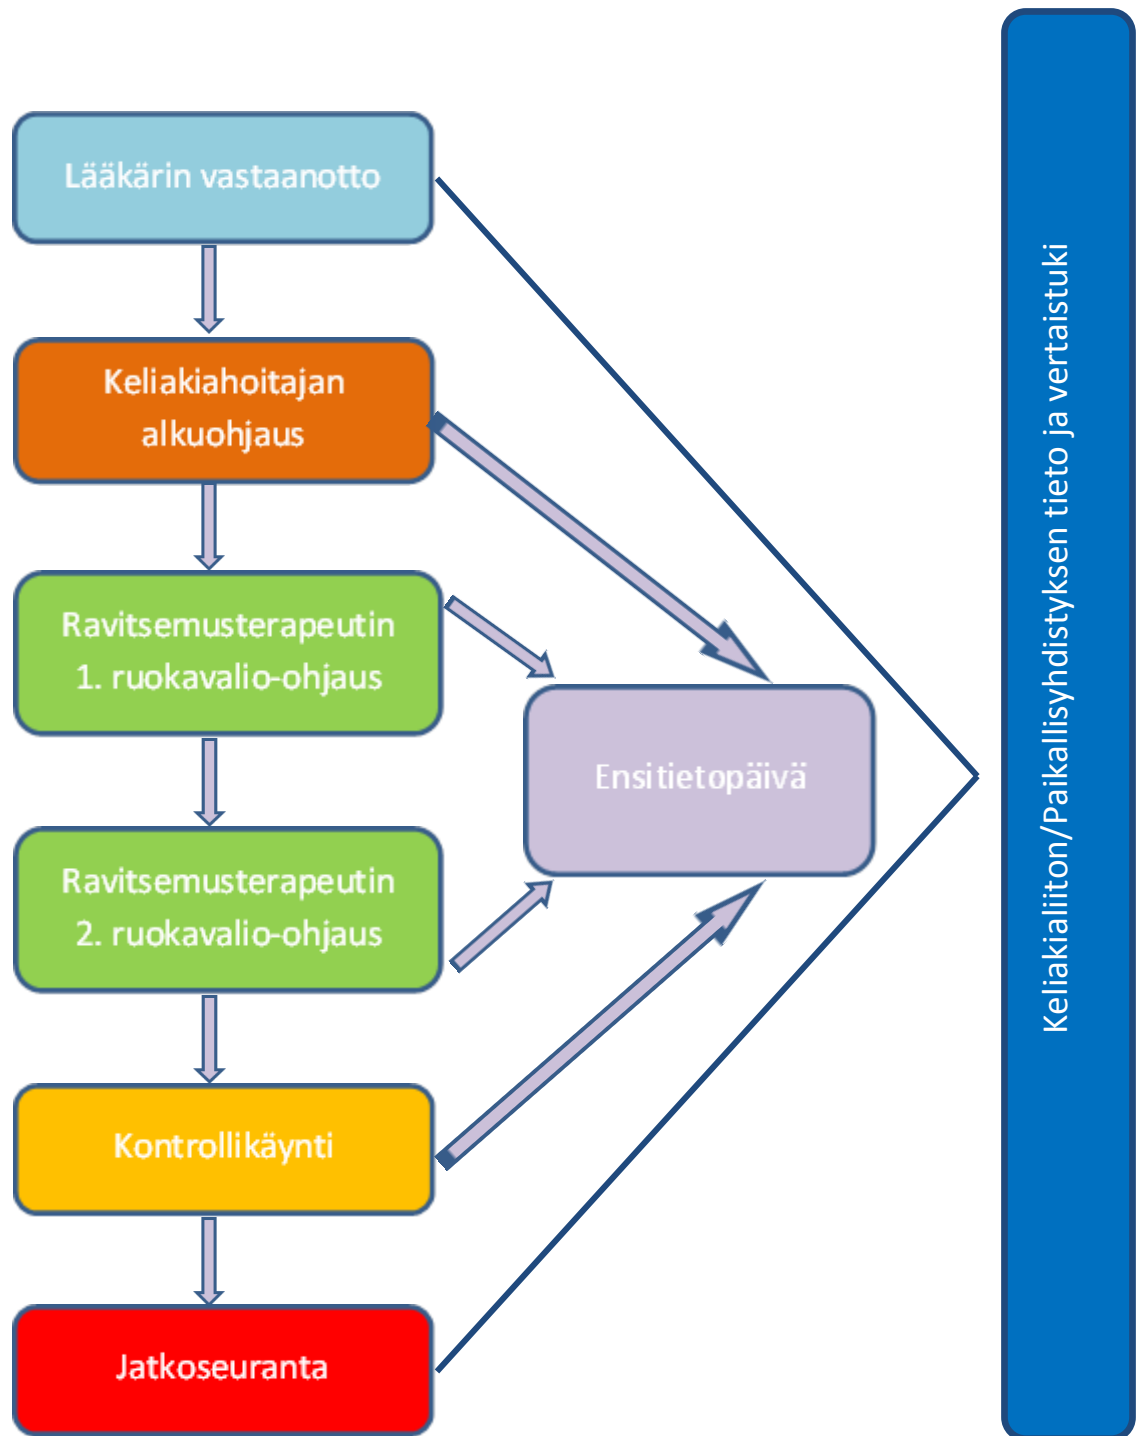 Lääkärin vastaanotto
Keliakiahoitajan
alkuohjaus
Ravitsemusterapeutin
1. ruokavalio-ohjaus
Ensitietopäivä
Ravitsemusterapeutin
2. ruokavalio-ohjaus
Kontrollikäynti
Jatkoseuranta
Keliakialiiton/Paikallisyhdistyksen tieto ja vertaistuki